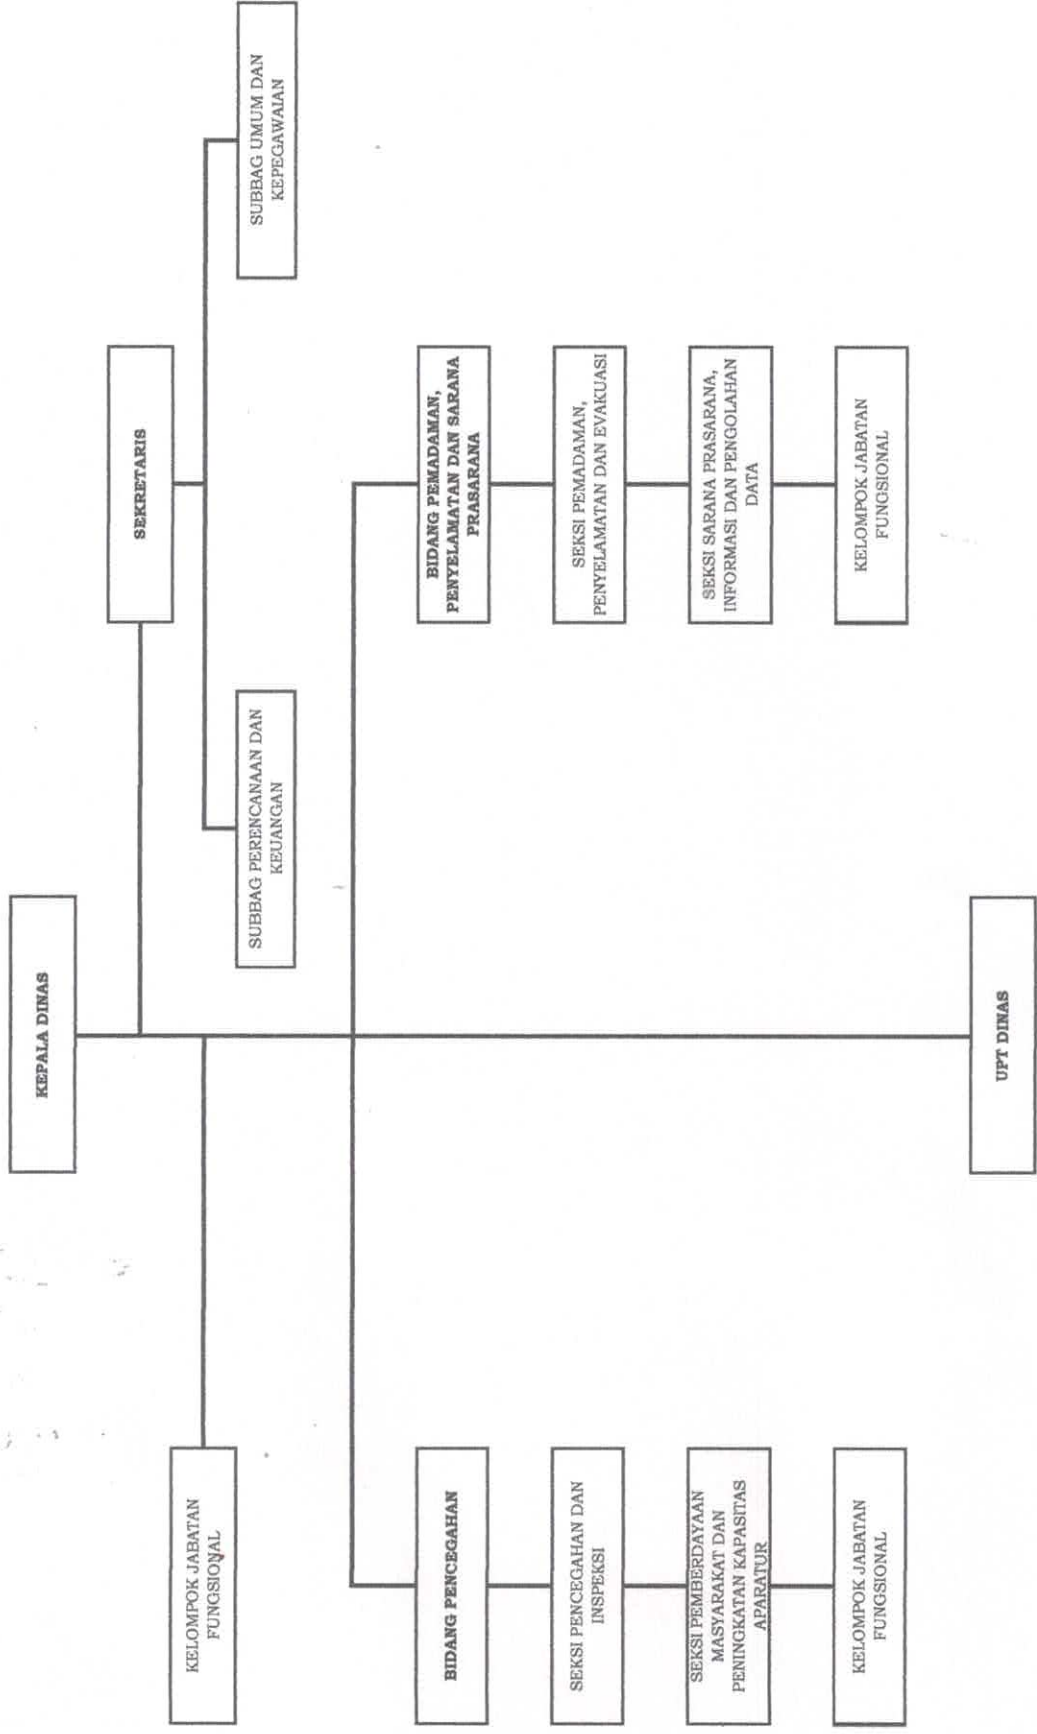 KEPALA DINAS
SEKRETARIS
KELOMPOK JABATAN
FUNGSIONAL
SUBBAG PERENCANAAN DAN
KEUANGAN
SUBBAG UMUM DAN
KEPEGAWAIAN
BIDANG PENCEGAHAN
SEKSI PENCEGAHAN DAN
INSPEKSI
SEKSI PEMBERDAYAAN
MASYARAKAT DAN
PENINGKATAN KAPASITAS
APARATUR
KELOMPOK JABATAN
FUNGSIONAL
BIDANG PEMADAMAN,
PENYELAMATAN DAN SARANA
PRASARANA
SEKSI PEMADAMAN,
PENYELAMATAN DAN EVAKUASI
SEKSI SARANA PRASARANA,
INFORMASI DAN PENGOLAHAN
DATA
KELOMPOK JABATAN
FUNGSIONAL
UPT DINAS